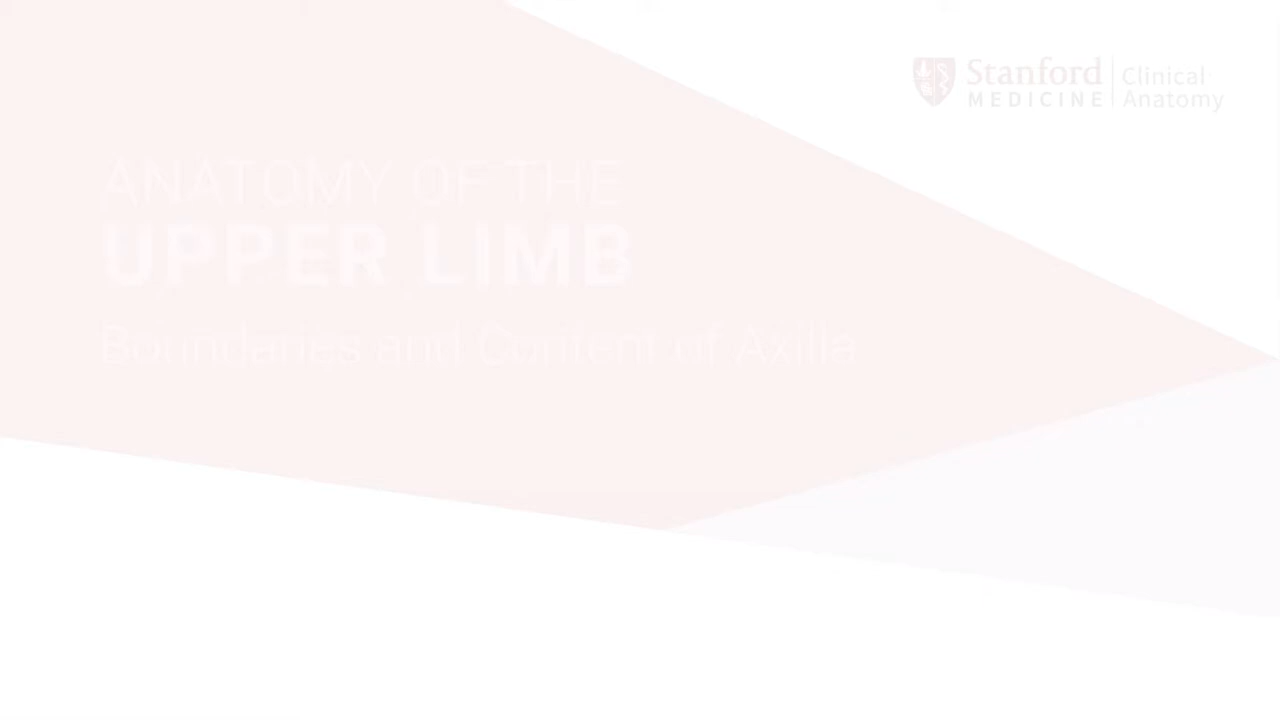 Stanford
MEDICINE
Clinical
Anatomy
ANATOMY OF THE
UPPER LIMB
Boundaries and Content of Axilla